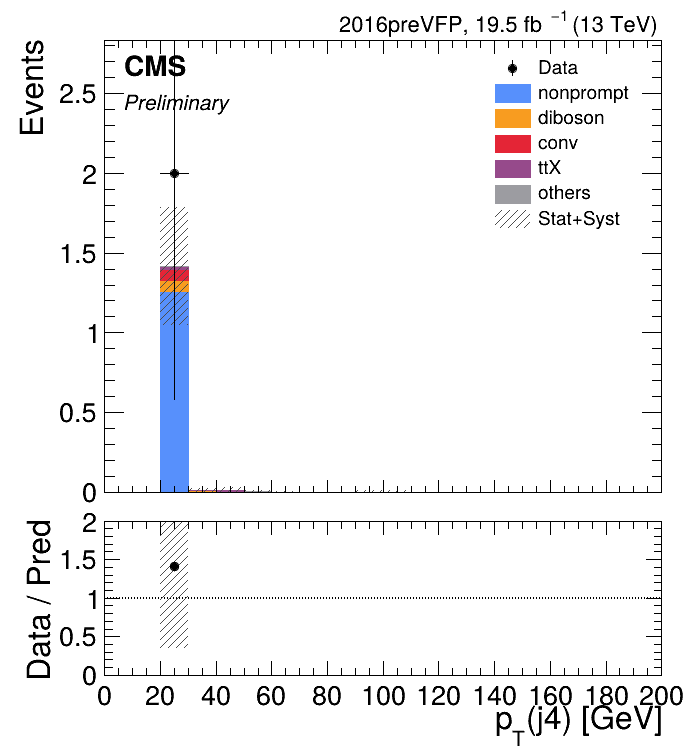 2016preVFP, 19.5 fb⁻¹ (13 TeV)
CMS
Preliminary
Events
Data
nonprompt
diboson
conv
ttX
others
Stat+Syst
2.5
2
1.5
1
0.5
0
Data / Pred
2
1.5
1
0.5
0
0 20 40 60 80 100 120 140 160 180 200
p_T(j4) [GeV]